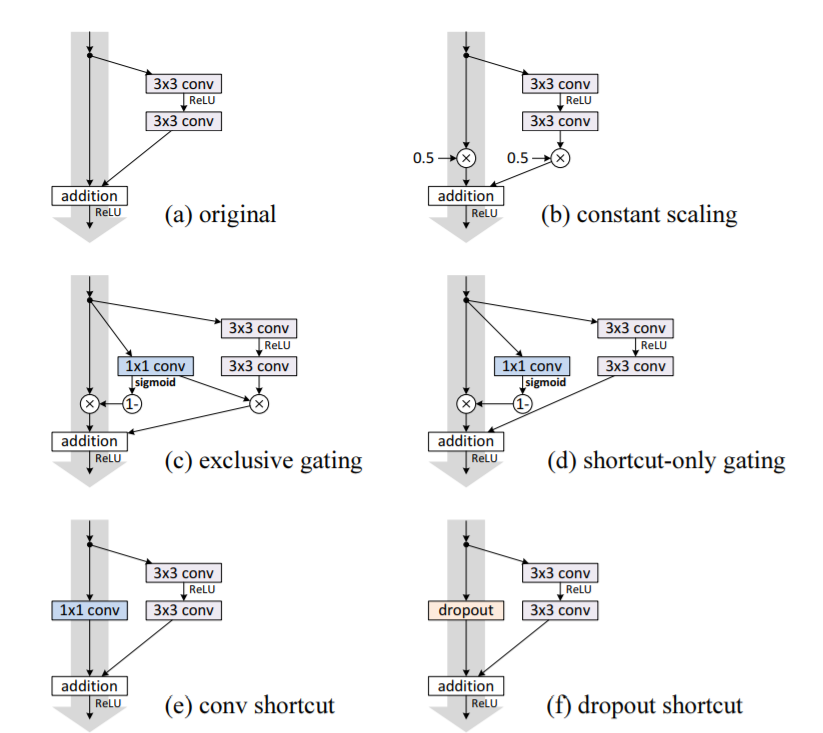 3x3 conv
ReLU
3x3 conv
addition
ReLU
(a) original
3x3 conv
ReLU
3x3 conv
0.5
0.5
addition
ReLU
(b) constant scaling
3x3 conv
ReLU
1x1 conv
3x3 conv
sigmoid
1-
addition
ReLU
(c) exclusive gating
3x3 conv
ReLU
1x1 conv
3x3 conv
sigmoid
1-
addition
ReLU
(d) shortcut-only gating
3x3 conv
ReLU
1x1 conv
3x3 conv
addition
ReLU
(e) conv shortcut
3x3 conv
ReLU
dropout
3x3 conv
addition
ReLU
(f) dropout shortcut